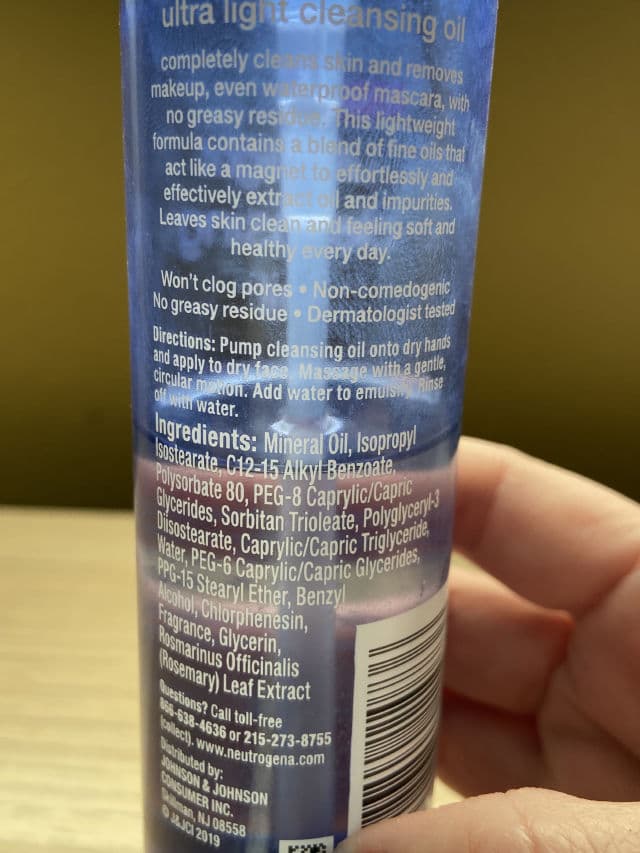 ultra light cleansing oil
completely cleans skin and removes
makeup, even waterproof mascara, with
no greasy residue. This lightweight
formula contains a blend of fine oils that
act like a magnet to effortlessly and
effectively extract oil and impurities.
Leaves skin clean and feeling soft and
healthy every day.
Won't clog pores • Non-comedogenic
No greasy residue • Dermatologist tested
Directions: Pump cleansing oil onto dry hands
and apply to dry face. Massage with a gentle,
circular motion. Add water to emulsify. Rinse
off with water.
Ingredients: Mineral Oil, Isopropyl
Isostearate, C12-15 Alkyl Benzoate,
Polysorbate 80, PEG-8 Caprylic/Capric
Glycerides, Sorbitan Trioleate, Polyglyceryl-3
Diisostearate, Caprylic/Capric Triglyceride,
Water, PEG-6 Caprylic/Capric Glycerides,
PPG-15 Stearyl Ether, Benzyl
Alcohol, Chlorphenesin,
Fragrance, Glycerin,
Rosmarinus Officinalis
(Rosemary) Leaf Extract
Questions? Call toll-free
866-638-4636 or 215-273-8755
(collect). www.neutrogena.com
Distributed by:
JOHNSON & JOHNSON
CONSUMER INC.
Skillman, NJ 08558
© J&JCI 2019